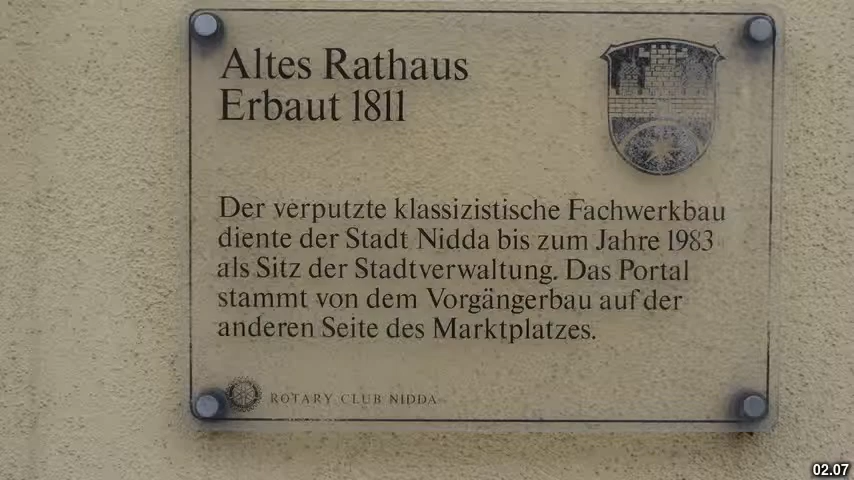 Altes Rathaus
Erbaut 1811
Der verputzte klassizistische Fachwerkbau
diente der Stadt Nidda bis zum Jahre 1983
als Sitz der Stadtverwaltung. Das Portal
stammt von dem Vorgängerbau auf der
anderen Seite des Marktplatzes.
ROTARY CLUB NIDDA
02.07